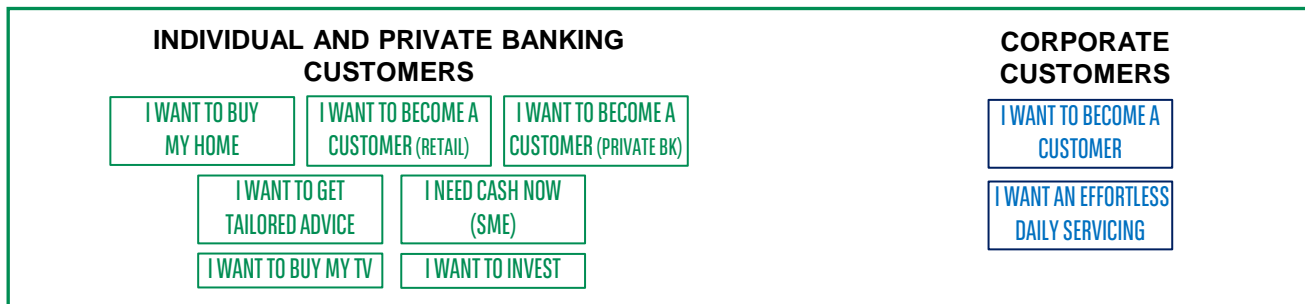 INDIVIDUAL AND PRIVATE BANKING
CUSTOMERS
I WANT TO BUY
MY HOME
I WANT TO BECOME A
CUSTOMER (RETAIL)
I WANT TO BECOME A
CUSTOMER (PRIVATE BK)
I WANT TO GET
TAILORED ADVICE
I NEED CASH NOW
(SME)
I WANT TO BUY MY TV
I WANT TO INVEST
CORPORATE
CUSTOMERS
I WANT TO BECOME A
CUSTOMER
I WANT AN EFFORTLESS
DAILY SERVICING